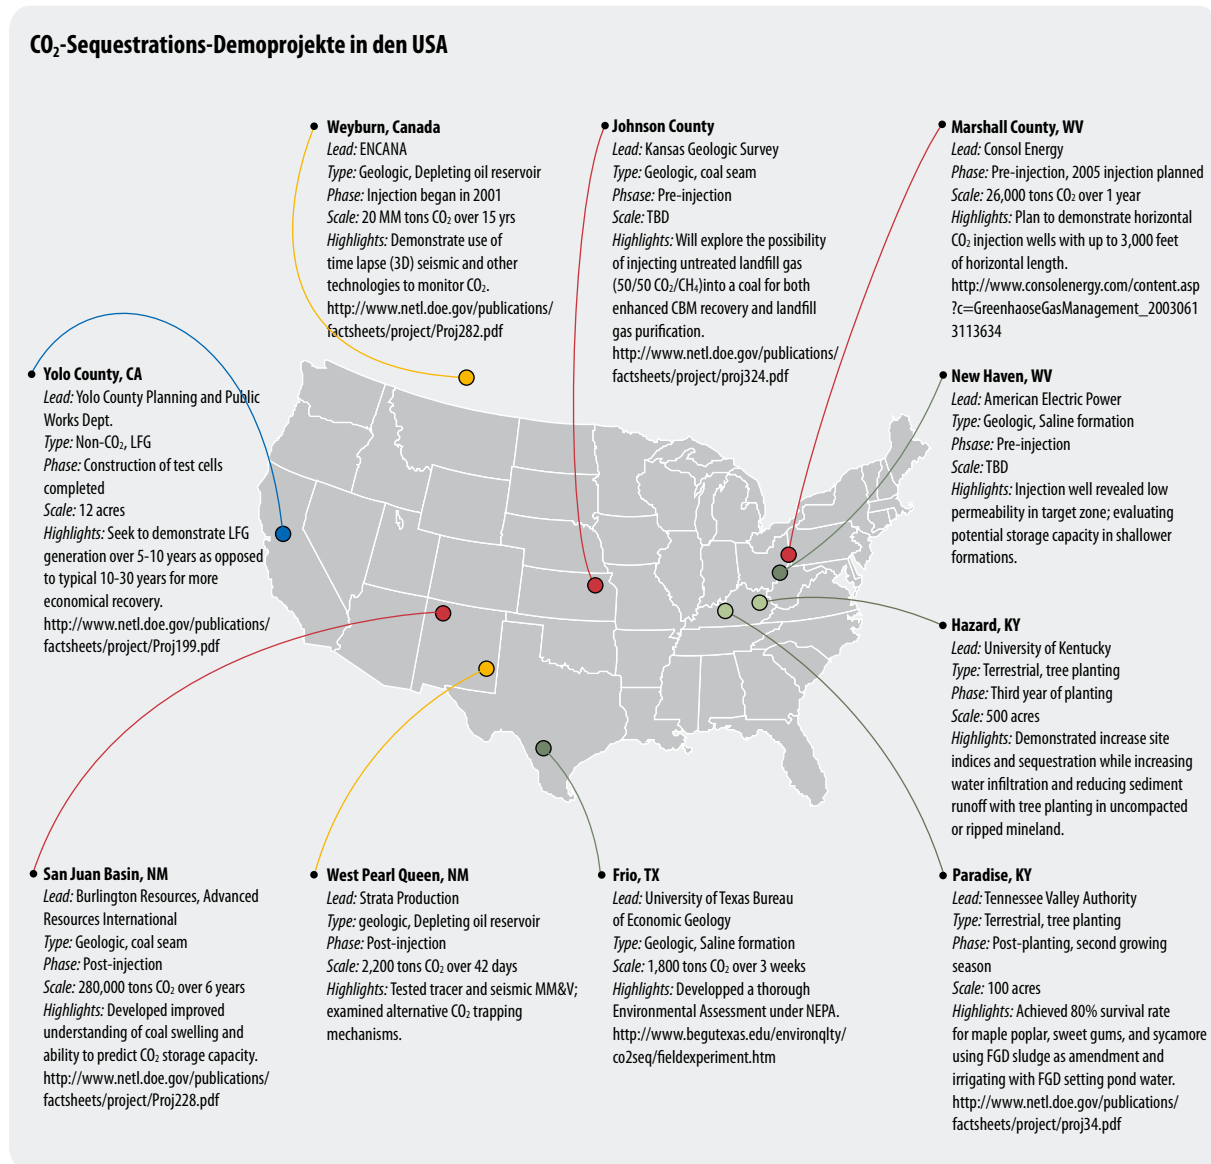 CO₂-Sequestrations-Demoprojekte in den USA
Weyburn, Canada
Lead: ENCANA
Type: Geologic, Depleting oil reservoir
Phase: Injection began in 2001
Scale: 20 MM tons CO₂ over 15 yrs
Highlights: Demonstrate use of
time lapse (3D) seismic and other
technologies to monitor CO₂.
http://www.netl.doe.gov/publications/
factsheets/project/Proj282.pdf
Johnson County
Lead: Kansas Geologic Survey
Type: Geologic, coal seam
Phsase: Pre-injection
Scale: TBD
Highlights: Will explore the possibility
of injecting untreated landfill gas
(50/50 CO₂/CH₄)into a coal for both
enhanced CBM recovery and landfill
gas purification.
http://www.netl.doe.gov/publications/
factsheets/project/proj324.pdf
Marshall County, WV
Lead: Consol Energy
Phase: Pre-injection, 2005 injection planned
Scale: 26,000 tons CO₂ over 1 year
Highlights: Plan to demonstrate horizontal
CO₂ injection wells with up to 3,000 feet
of horizontal length.
http://www.consolenergy.com/content.asp
?c=GreenhaoseGasManagement_2003061
3113634
Yolo County, CA
Lead: Yolo County Planning and Public
Works Dept.
Type: Non-CO₂, LFG
Phase: Construction of test cells
completed
Scale: 12 acres
Highlights: Seek to demonstrate LFG
generation over 5-10 years as opposed
to typical 10-30 years for more
economical recovery.
http://www.netl.doe.gov/publications/
factsheets/project/Proj199.pdf
New Haven, WV
Lead: American Electric Power
Type: Geologic, Saline formation
Phsase: Pre-injection
Scale: TBD
Highlights: Injection well revealed low
permeability in target zone; evaluating
potential storage capacity in shallower
formations.
Hazard, KY
Lead: University of Kentucky
Type: Terrestrial, tree planting
Phase: Third year of planting
Scale: 500 acres
Highlights: Demonstrated increase site
indices and sequestration while increasing
water infiltration and reducing sediment
runoff with tree planting in uncompacted
or ripped mineland.
San Juan Basin, NM
Lead: Burlington Resources, Advanced
Resources International
Type: Geologic, coal seam
Phase: Post-injection
Scale: 280,000 tons CO₂ over 6 years
Highlights: Developed improved
understanding of coal swelling and
ability to predict CO₂ storage capacity.
http://www.netl.doe.gov/publications/
factsheets/project/Proj228.pdf
West Pearl Queen, NM
Lead: Strata Production
Type: geologic, Depleting oil reservoir
Phase: Post-injection
Scale: 2,200 tons CO₂ over 42 days
Highlights: Tested tracer and seismic MM&V;
examined alternative CO₂ trapping
mechanisms.
Frio, TX
Lead: University of Texas Bureau
of Economic Geology
Type: Geologic, Saline formation
Scale: 1,800 tons CO₂ over 3 weeks
Highlights: Developped a thorough
Environmental Assessment under NEPA.
http://www.begutexas.edu/environqlty/
co2seq/fieldexperiment.htm
Paradise, KY
Lead: Tennessee Valley Authority
Type: Terrestrial, tree planting
Phase: Post-planting, second growing
season
Scale: 100 acres
Highlights: Achieved 80% survival rate
for maple poplar, sweet gums, and sycamore
using FGD sludge as amendment and
irrigating with FGD setting pond water.
http://www.netl.doe.gov/publications/
factsheets/project/proj34.pdf